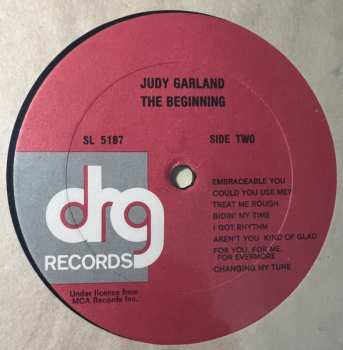 JUDY GARLAND
THE BEGINNING
SL 5187
SIDE TWO
EMBRACEABLE YOU
COULD YOU USE ME?
TREAT ME ROUGH
BIDIN' MY TIME
I GOT RHYTHM
AREN'T YOU KIND OF GLAD
FOR YOU, FOR ME,
FOR EVERMORE
CHANGING MY TUNE
drg
RECORDS
Under license from
MCA Records Inc.